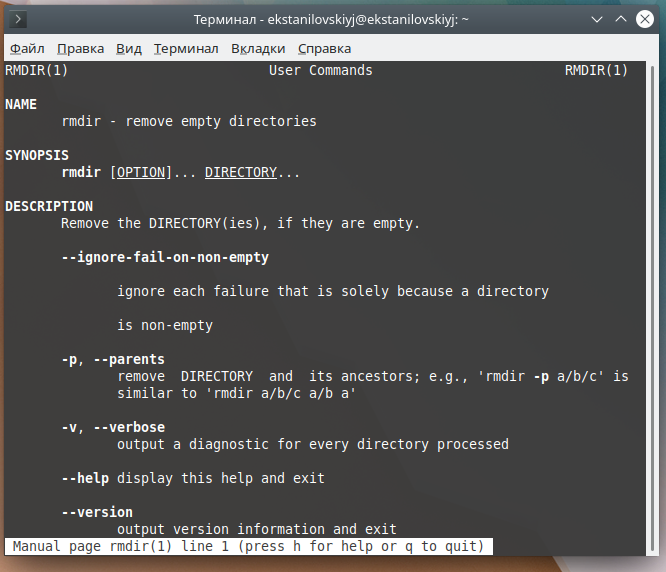 Терминал - ekstanilovskiyj@ekstanilovskiyj: ~
Файл Правка Вид Терминал Вкладки Справка
RMDIR(1) User Commands RMDIR(1)
NAME
rmdir - remove empty directories
SYNOPSIS
rmdir [OPTION]... DIRECTORY...
DESCRIPTION
Remove the DIRECTORY(ies), if they are empty.
--ignore-fail-on-non-empty
ignore each failure that is solely because a directory
is non-empty
-p, --parents
remove DIRECTORY and its ancestors; e.g., 'rmdir -p a/b/c' is
similar to 'rmdir a/b/c a/b a'
-v, --verbose
output a diagnostic for every directory processed
--help display this help and exit
--version
output version information and exit
Manual page rmdir(1) line 1 (press h for help or q to quit)